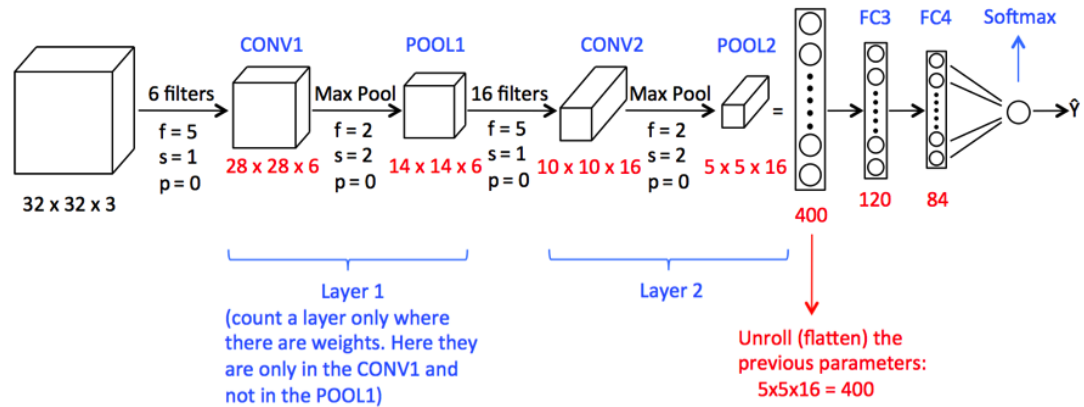 FC3
FC4
Softmax
CONV1
POOL1
CONV2
POOL2
6 filters
f = 5
s = 1
p = 0
Max Pool
f = 2
s = 2
p = 0
16 filters
f = 5
s = 1
p = 0
Max Pool
f = 2
s = 2
p = 0
=
Ŷ
32 x 32 x 3
28 x 28 x 6
14 x 14 x 6
10 x 10 x 16
5 x 5 x 16
400
120
84
Layer 1
(count a layer only where
there are weights. Here they
are only in the CONV1 and
not in the POOL1)
Layer 2
Unroll (flatten) the
previous parameters:
5x5x16 = 400